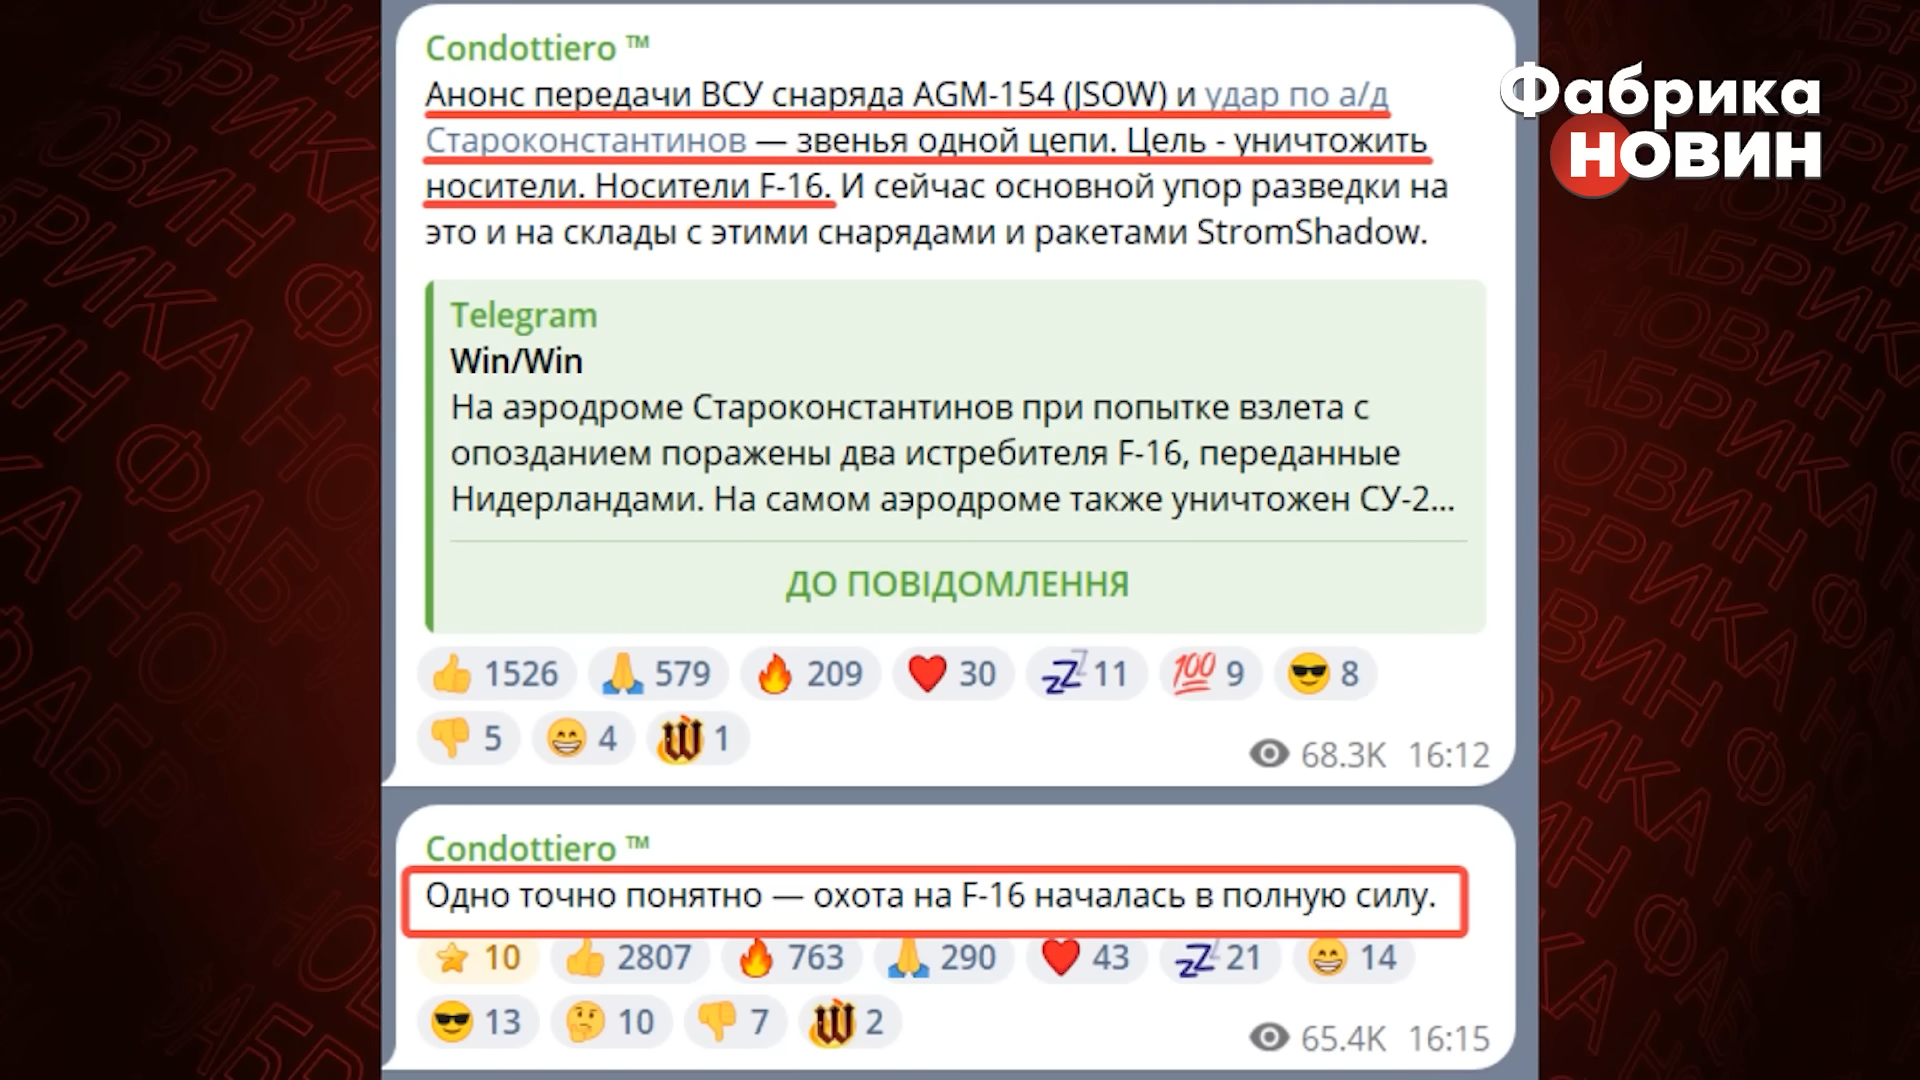 Condottiero ™
Анонс передачи ВСУ снаряда AGM-154 (JSOW) и удар по а/д
Староконстантинов — звенья одной цепи. Цель - уничтожить
носители. Носители F-16. И сейчас основной упор разведки на
это и на склады с этими снарядами и ракетами StromShadow.
Telegram
Win/Win
На аэродроме Староконстантинов при попытке взлета с
опозданием поражены два истребителя F-16, переданные
Нидерландами. На самом аэродроме также уничтожен СУ-2...
ДО ПОВІДОМЛЕННЯ
1526 579 209 30 11 9 8
5 4 1
68.3K 16:12
Condottiero ™
Одно точно понятно — охота на F-16 началась в полную силу.
10 2807 763 290 43 21 14
13 10 7 2
65.4K 16:15
Фабрика
новин